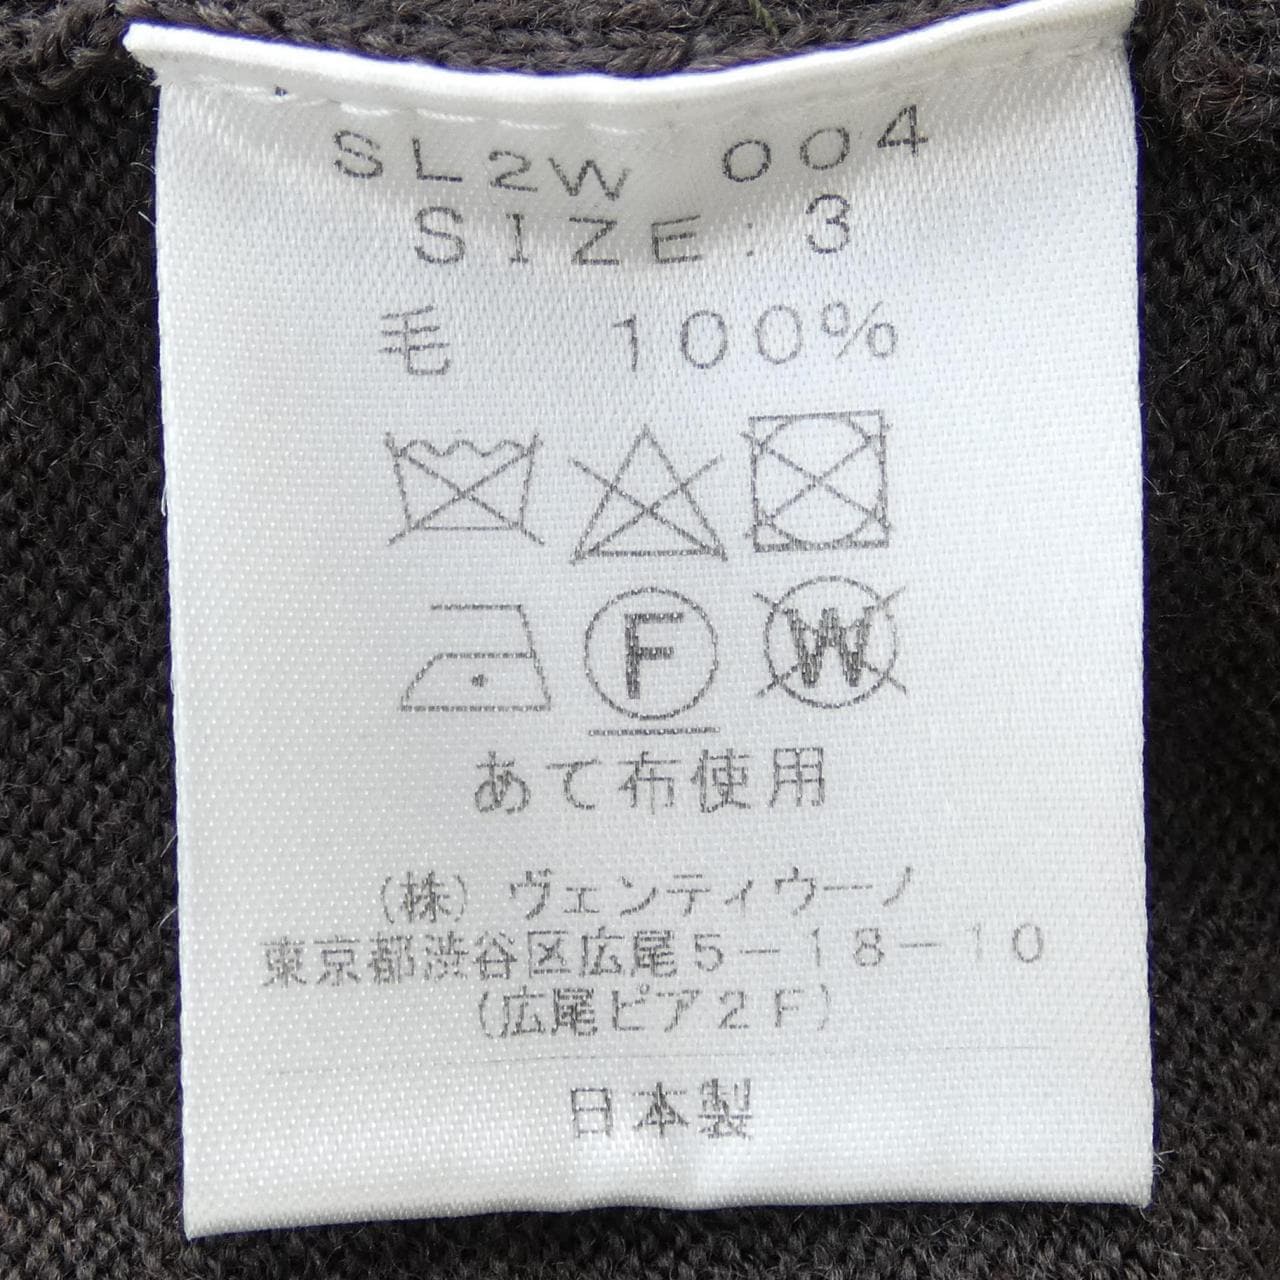 SL2W 004
SIZE: 3
毛 100%
F W
あて布使用
(株) ヴェンティウーノ
東京都渋谷区広尾5-18-10
(広尾ピア2F)
日本製